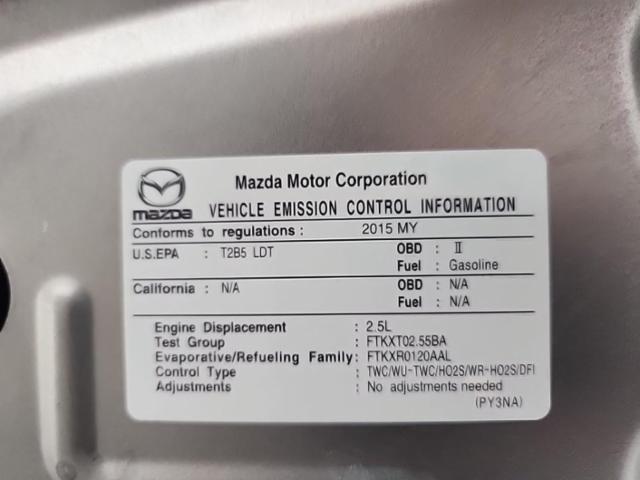 Mazda Motor Corporation
mazda VEHICLE EMISSION CONTROL INFORMATION
Conforms to regulations : 2015 MY
U.S.EPA : T2B5 LDT OBD : II
Fuel : Gasoline
California : N/A OBD : N/A
Fuel : N/A
Engine Displacement : 2.5L
Test Group : FTKXT02.55BA
Evaporative/Refueling Family: FTKXR0120AAL
Control Type : TWC/WU-TWC/HO2S/WR-HO2S/DFI
Adjustments : No adjustments needed
(PY3NA)